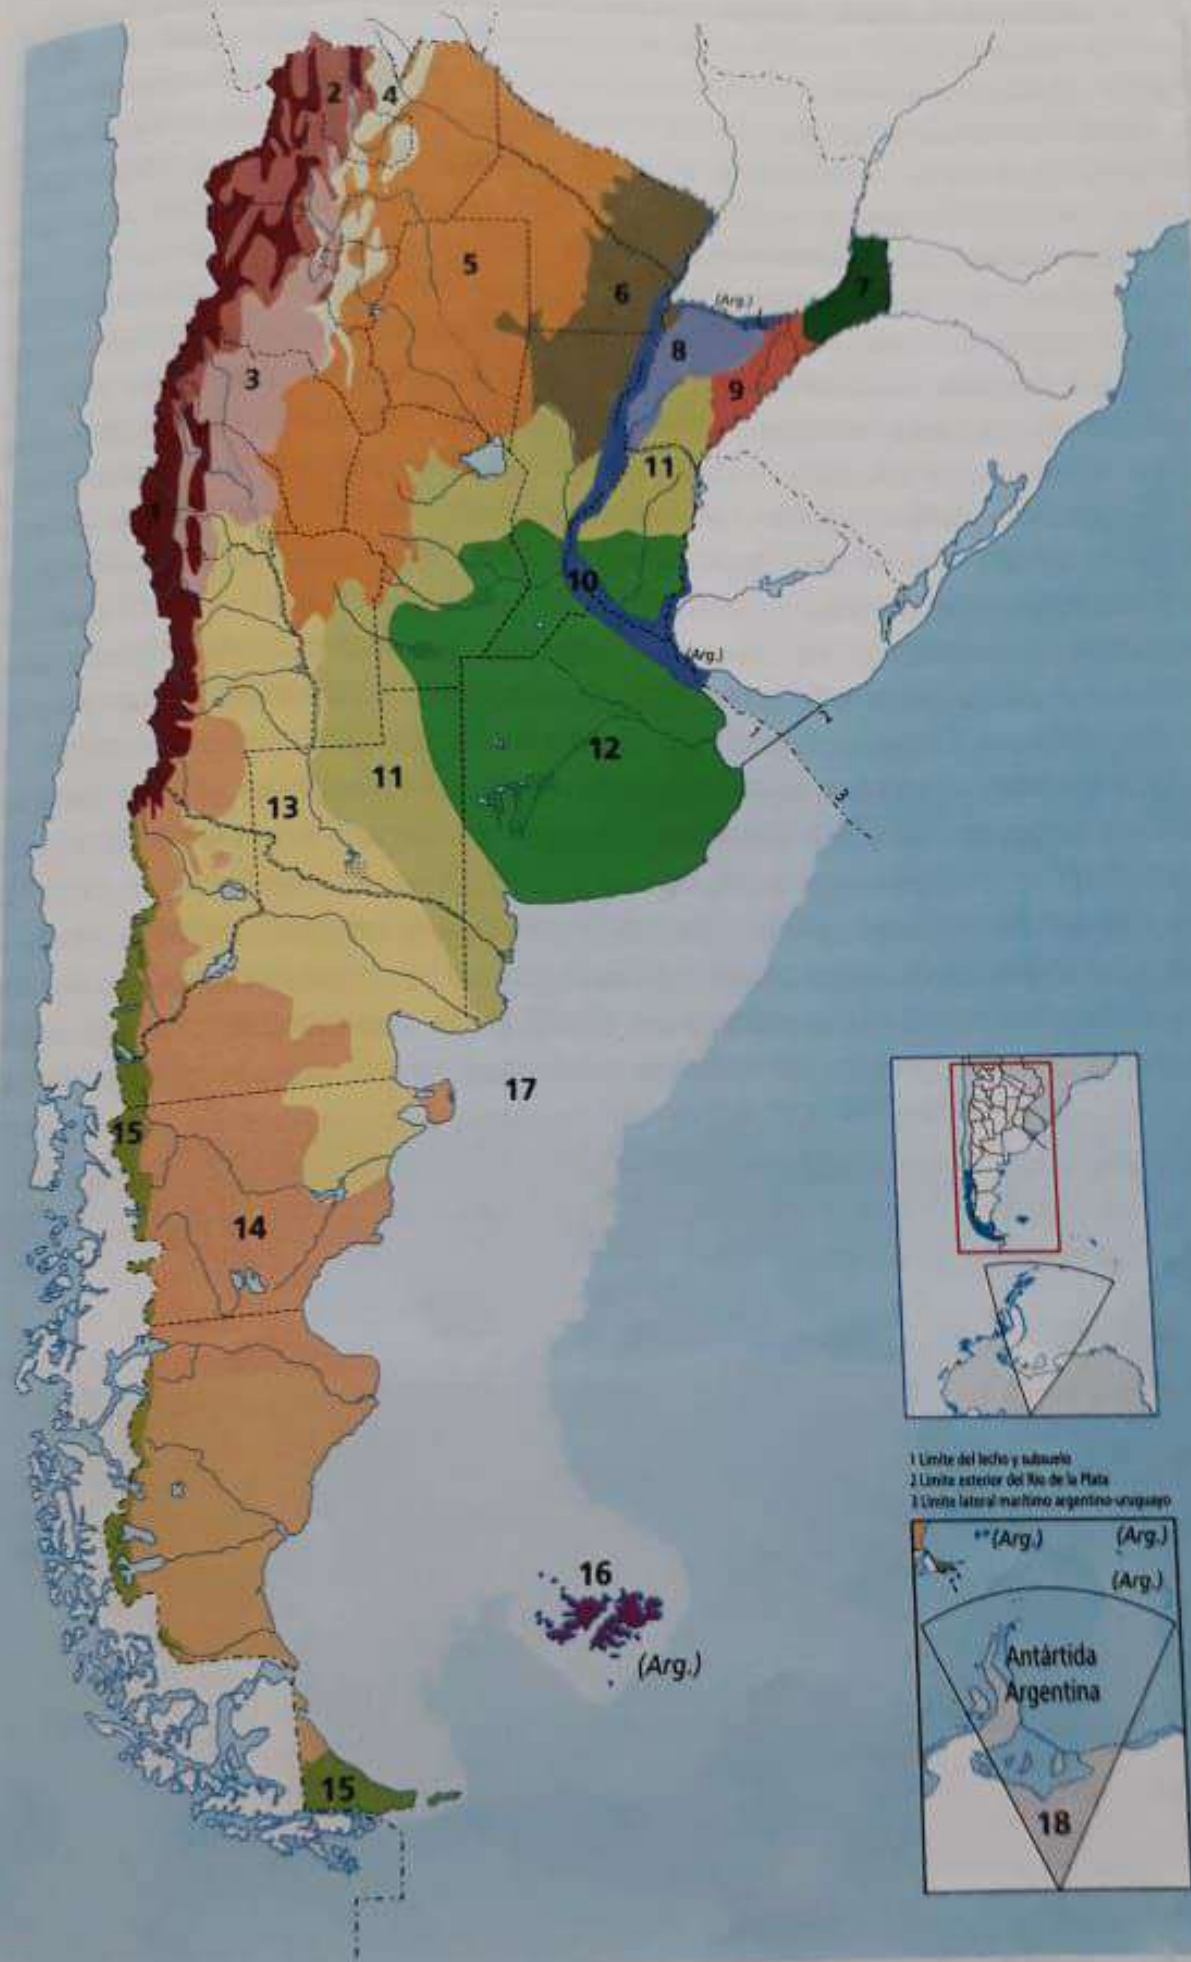 2
4
5
6
(Arg.)
7
8
3
9
11
10
(Arg.)
1
12
11
13
3
17
15
14
1 Límite del lecho y subsuelo
2 Límite exterior del Río de la Plata
3 Límite lateral marítimo argentino-uruguayo
(Arg.)
(Arg.)
(Arg.)
16
(Arg.)
Antártida
Argentina
15
18